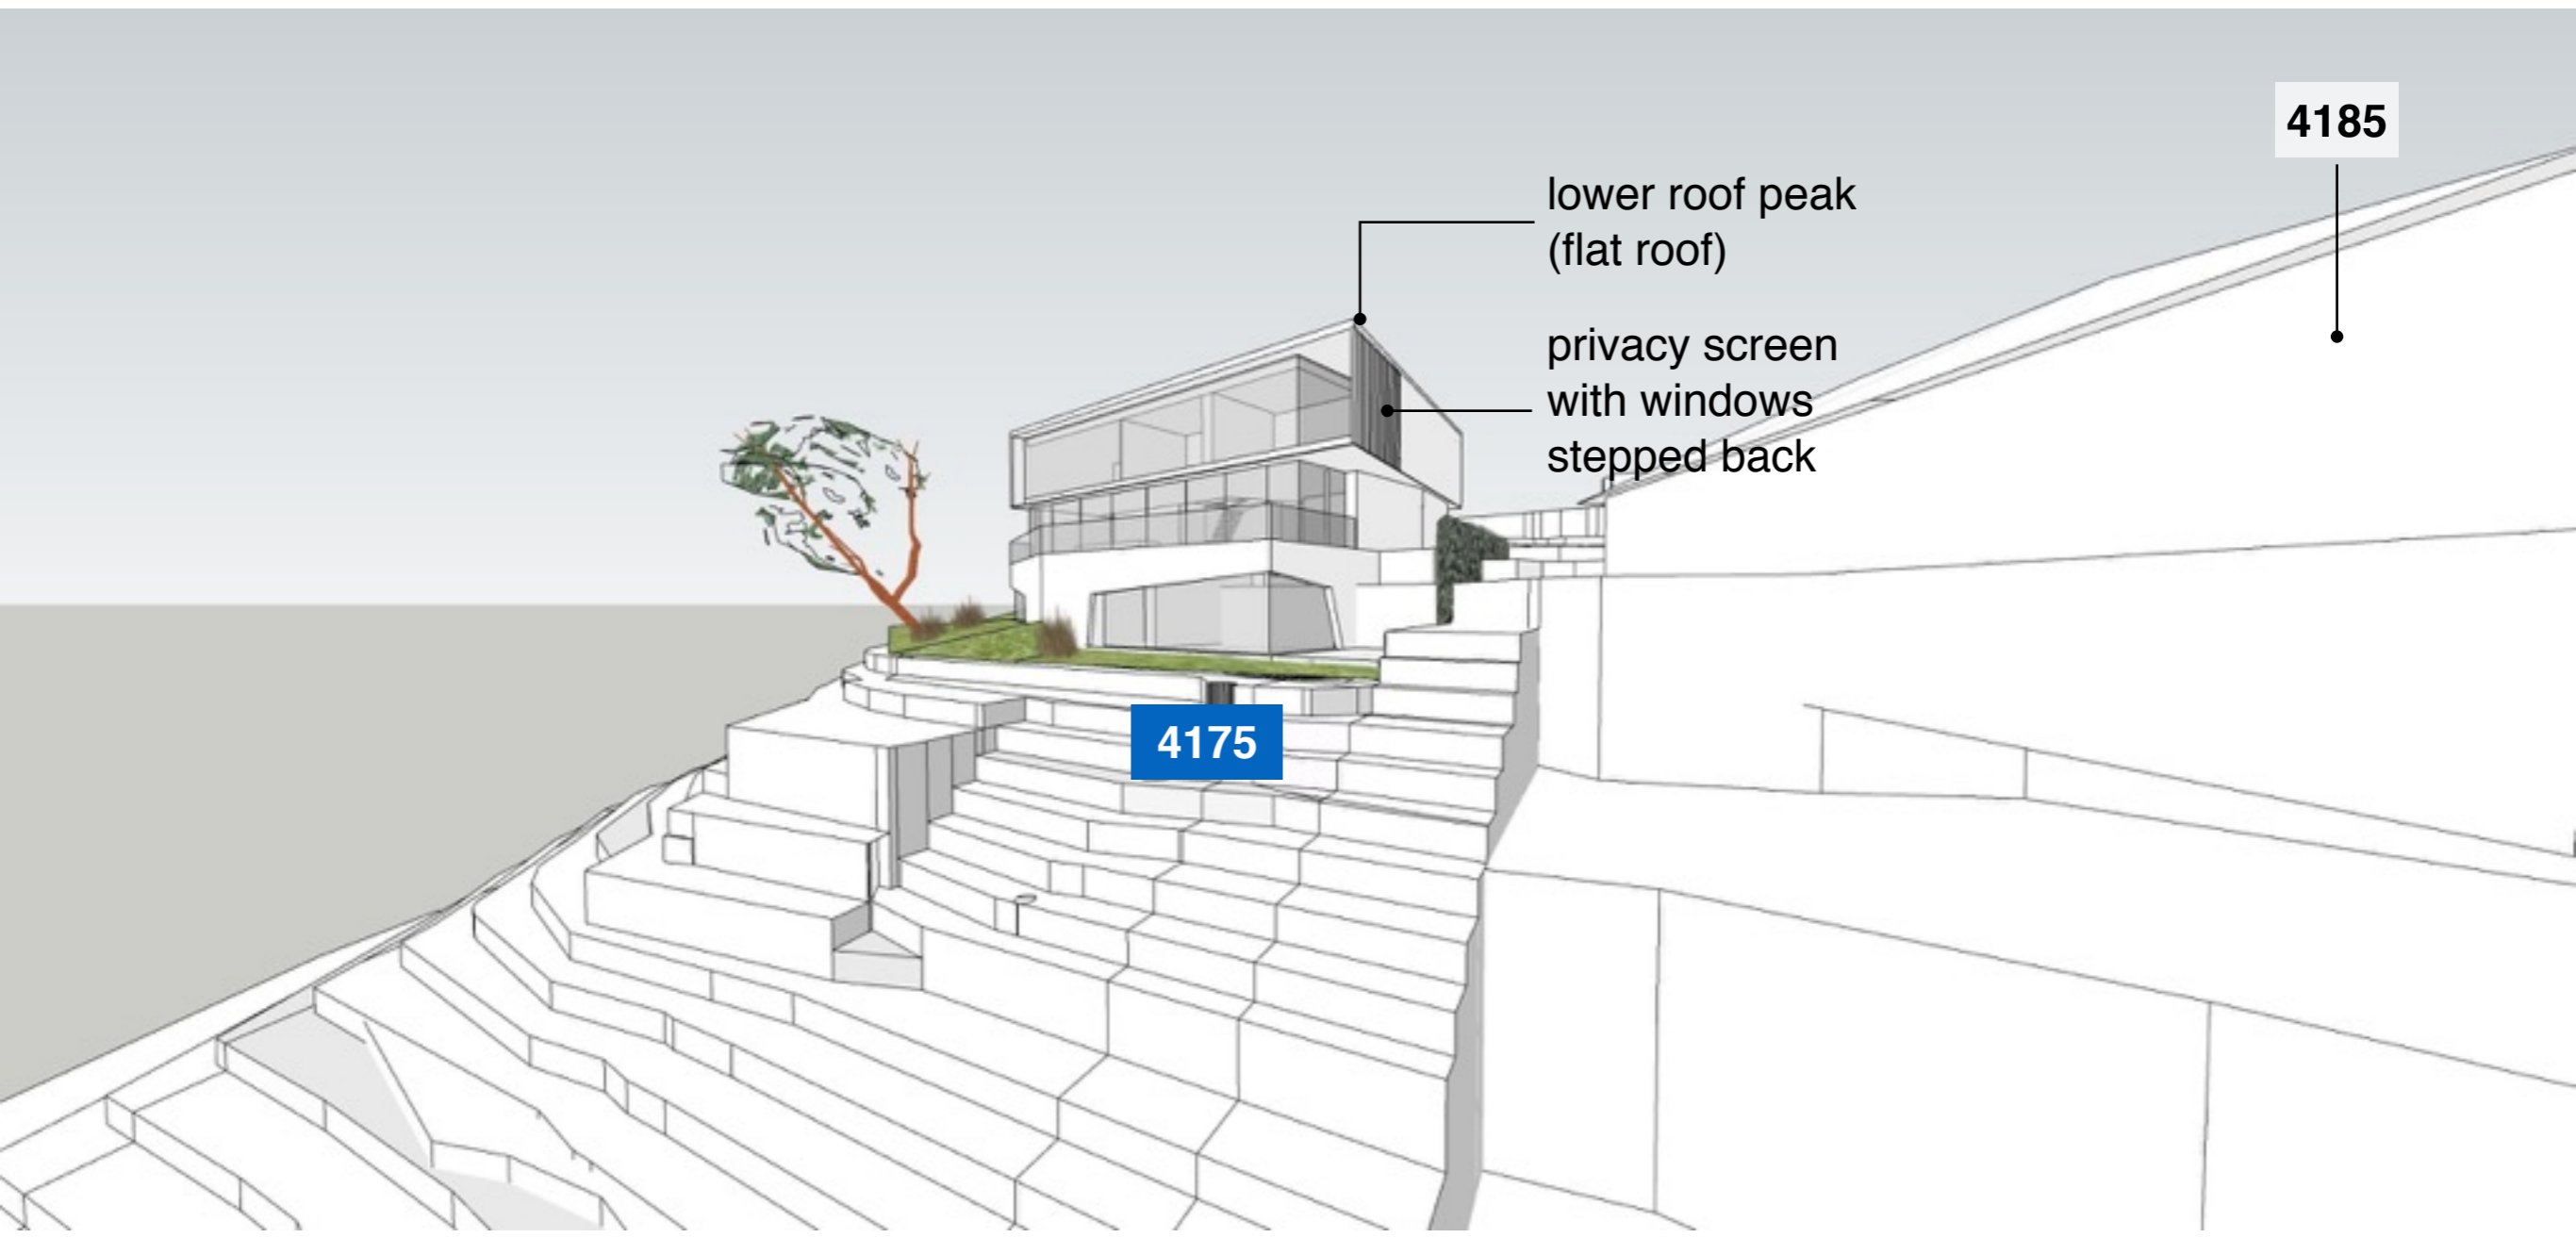 4185
lower roof peak
(flat roof)
privacy screen
with windows
stepped back
4175